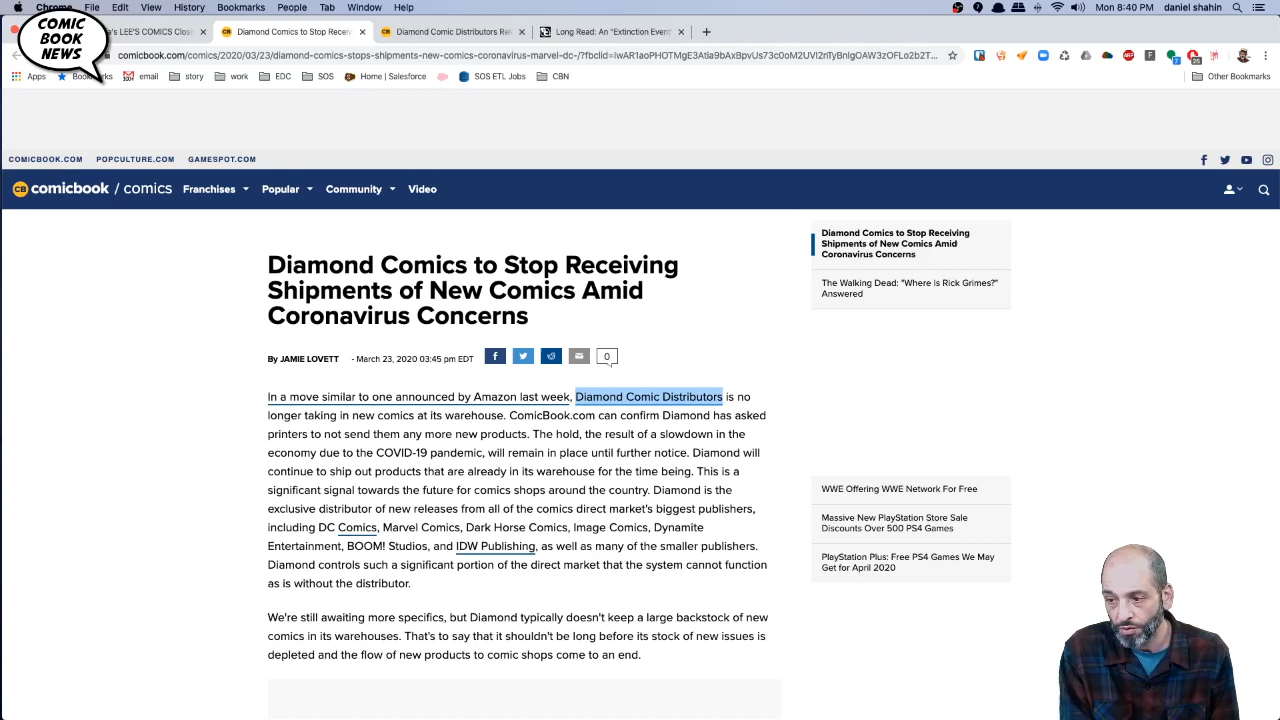 Chrome File Edit View History Bookmarks People Tab Window Help
daniel shahin
Mon 8:40 PM
COMIC
BOOK
NEWS
LEE'S COMICS Clos
Diamond Comics to Stop Receiv
Diamond Comic Distributors Rel
Long Read: An "Extinction Event
comicbook.com/comics/2020/03/23/diamond-comics-stops-shipments-new-comics-coronavirus-marvel-dc-/?fbclid=
Apps
email
story
work
EDC
SOS
Home | Salesforce
SOS ETL Jobs
CBN
Other Bookmarks
COMICBOOK.COM POPCULTURE.COM GAMESPOT.COM
CB comicbook / comics Franchises Popular Community Video
Diamond Comics to Stop Receiving
Shipments of New Comics Amid
Coronavirus Concerns
By JAMIE LOVETT - March 23, 2020 03:45 pm EDT
0
In a move similar to one announced by Amazon last week, Diamond Comic Distributors is no
longer taking in new comics at its warehouse. ComicBook.com can confirm Diamond has asked
printers to not send them any more new products. The hold, the result of a slowdown in the
economy due to the COVID-19 pandemic, will remain in place until further notice. Diamond will
continue to ship out products that are already in its warehouse for the time being. This is a
significant signal towards the future for comics shops around the country. Diamond is the
exclusive distributor of new releases from all of the comics direct market's biggest publishers,
including DC Comics, Marvel Comics, Dark Horse Comics, Image Comics, Dynamite
Entertainment, BOOM! Studios, and IDW Publishing, as well as many of the smaller publishers.
Diamond controls such a significant portion of the direct market that the system cannot function
as is without the distributor.
We're still awaiting more specifics, but Diamond typically doesn't keep a large backstock of new
comics in its warehouses. That's to say that it shouldn't be long before its stock of new issues is
depleted and the flow of new products to comic shops come to an end.
Diamond Comics to Stop Receiving
Shipments of New Comics Amid
Coronavirus Concerns
The Walking Dead: "Where is Rick Grimes?"
Answered
WWE Offering WWE Network For Free
Massive New PlayStation Store Sale
Discounts Over 500 PS4 Games
PlayStation Plus: Free PS4 Games We May
Get for April 2020